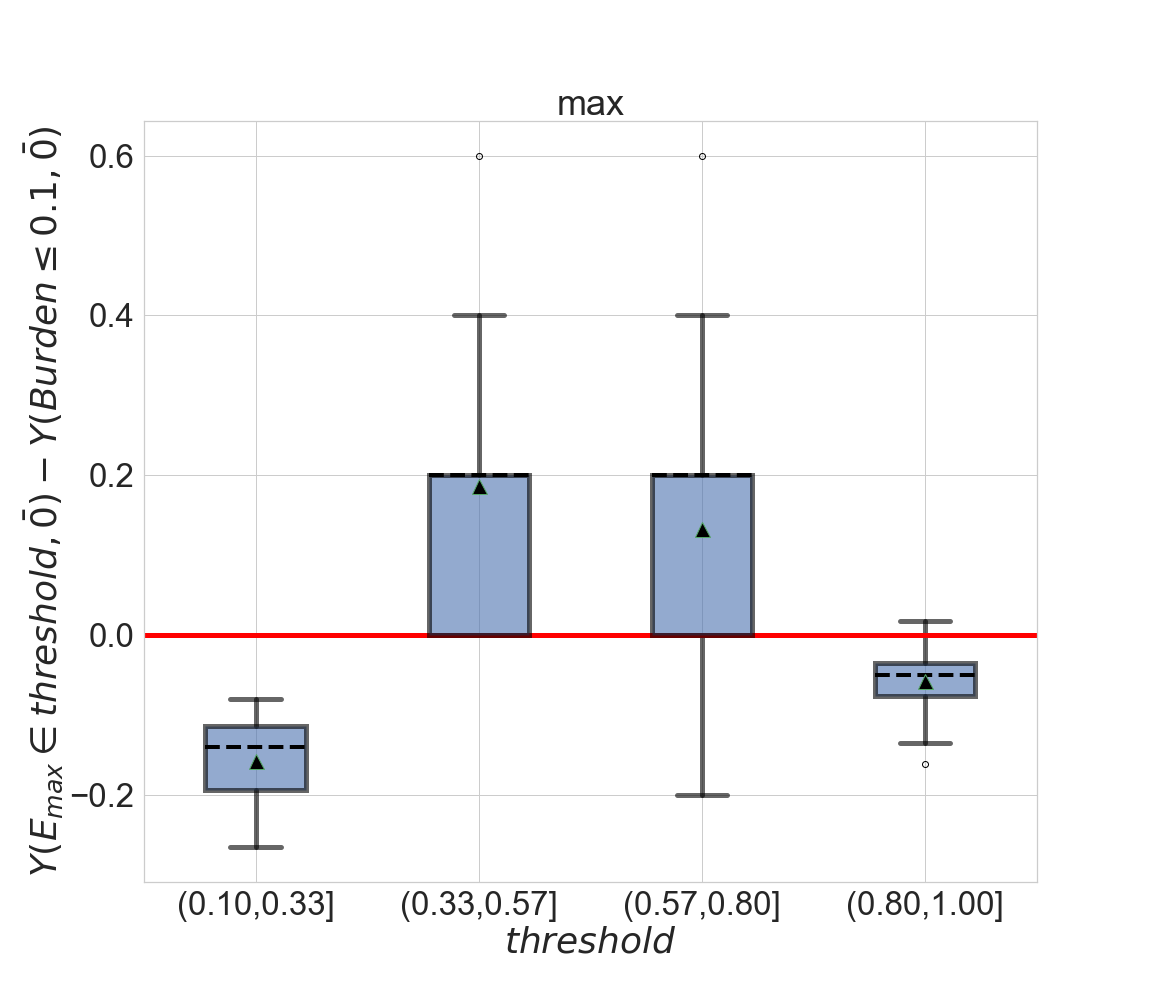 max
Y(E_max ∈ threshold, 0̄) − Y(Burden ≤ 0.1, 0̄)
0.6
0.4
0.2
0.0
−0.2
(0.10,0.33] (0.33,0.57] (0.57,0.80] (0.80,1.00]
threshold